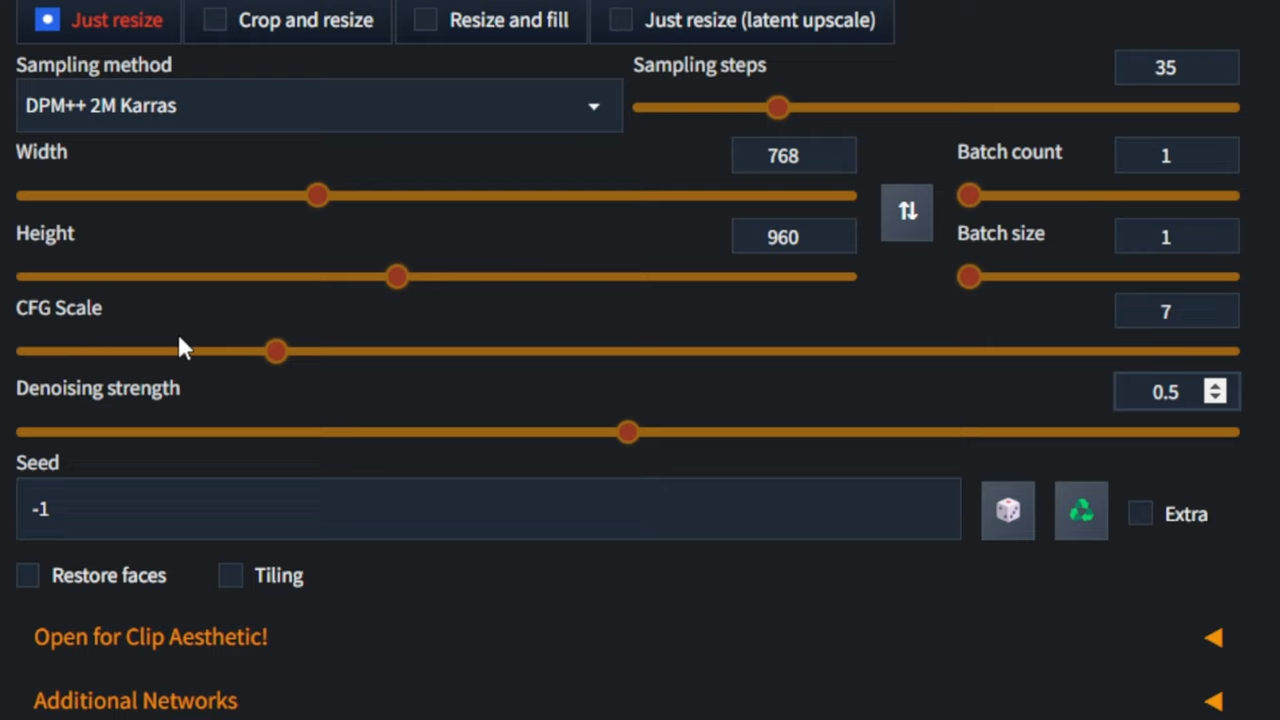 Just resize Crop and resize Resize and fill Just resize (latent upscale)
Sampling method Sampling steps 35
DPM++ 2M Karras
Width 768 Batch count 1
Height 960 Batch size 1
CFG Scale 7
Denoising strength 0.5
Seed
-1 Extra
Restore faces Tiling
Open for Clip Aesthetic!
Additional Networks